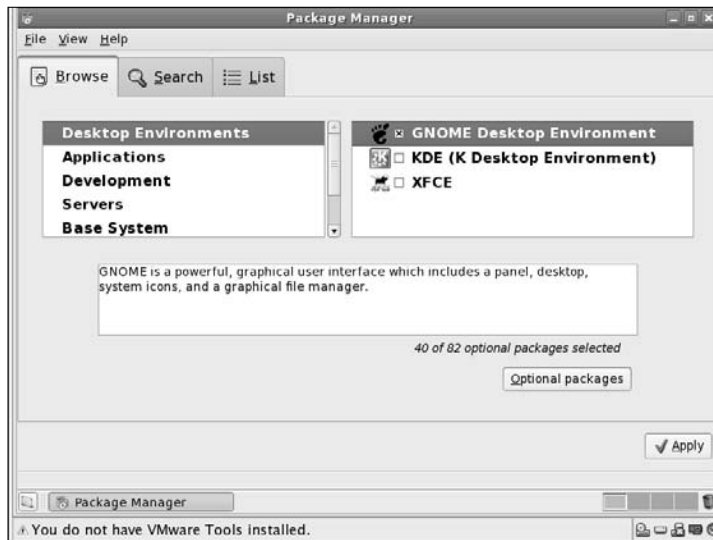 Package Manager
File View Help
Browse Search List
Desktop Environments
Applications
Development
Servers
Base System
GNOME Desktop Environment
KDE (K Desktop Environment)
XFCE
GNOME is a powerful, graphical user interface which includes a panel, desktop,
system icons, and a graphical file manager.
40 of 82 optional packages selected
Optional packages
Apply
Package Manager
You do not have VMware Tools installed.